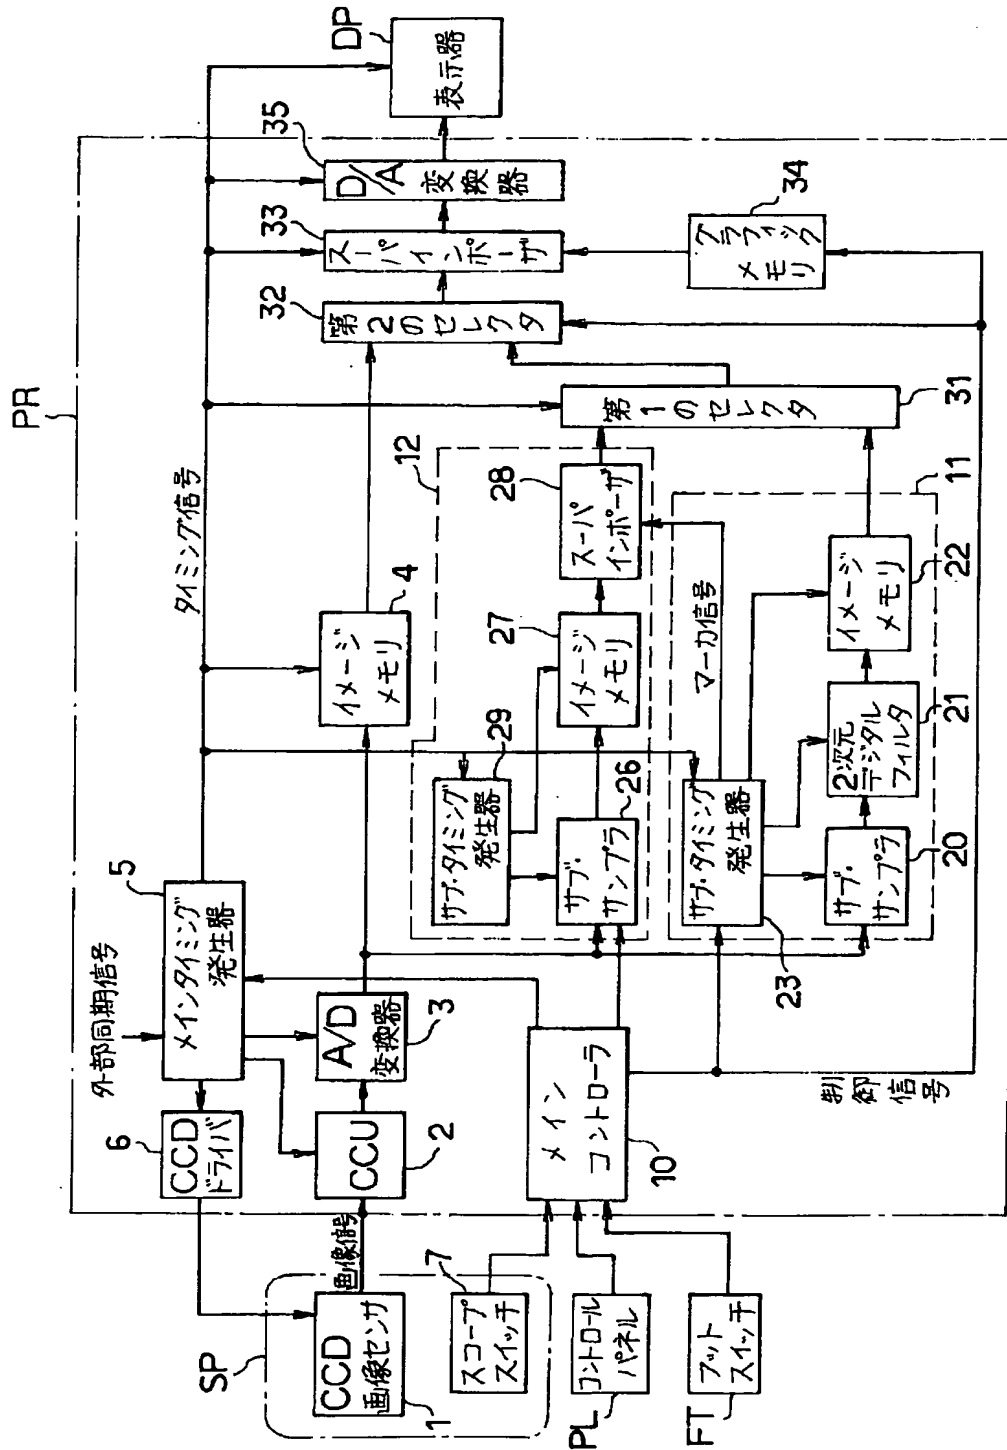 PR
外部同期信号
5
メインタイミング
発生器
タイミング信号
DP
表示器
35
D/A
変換器
33
スーパ
インポーザ
32
第2のセレクタ
34
グラフィック
メモリ
6
CCD
ドライバ
CCU
2
A/D
変換器
3
イメージ
メモリ
4
12
サブ・タイミング
発生器
29
サブ・
サンプラ
26
イメージ
メモリ
27
スーパ
インポーザ
28
第1のセレクタ
31
11
サブ・タイミング
発生器
23
マーカ信号
サブ・
サンプラ
20
2次元
デジタル
フィルタ
21
イメージ
メモリ
22
SP
CCD
画像センサ
1
画像信号
スコープ
スイッチ
7
コントロール
パネル
PL
フット
スイッチ
FT
メイン
コントローラ
10
制御信号